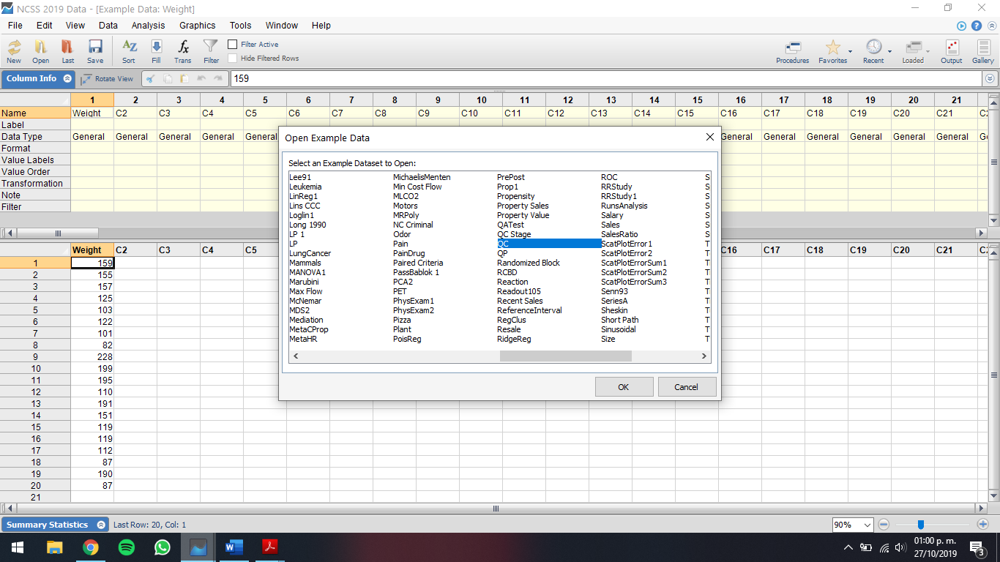 NCSS 2019 Data - [Example Data: Weight]
File Edit View Data Analysis Graphics Tools Window Help
New Open Last Save Sort Fill Trans Filter
Filter Active
Hide Filtered Rows
Procedures Favorites Recent Loaded Output Gallery
Column Info Rotate View 159
1 2 3 4 5 6 7 8 9 10 11 12 13 14 15 16 17 18 19 20 21
Name Weight C2 C3 C4 C5 C6 C7 C8 C9 C10 C11 C12 C13 C14 C15 C16 C17 C18 C19 C20 C21
Label
Data Type General General General General General General General General General General General
Format
Value Labels
Value Order
Transformation
Note
Filter
Open Example Data
Select an Example Dataset to Open:
Lee91 MichaelisMenten PrePost ROC S
Leukemia Min Cost Flow Prop1 RRStudy S
LinReg1 MLCO2 Propensity RRStudy1 S
Lins CCC Motors Property Sales RunsAnalysis S
Loglin1 MRPoly Property Value Salary S
Long 1990 NC Criminal QATest Sales S
LP 1 Odor QC Stage SalesRatio S
LP Pain QC ScatPlotError1 T
LungCancer PainDrug QP ScatPlotError2 T
Mammals Paired Criteria Randomized Block ScatPlotErrorSum1 T
MANOVA1 PassBablok 1 RCBD ScatPlotErrorSum2 T
Marubini PCA2 Reaction ScatPlotErrorSum3 T
Max Flow PET Readout105 Senn93 T
McNemar PhysExam1 Recent Sales SeriesA T
MDS2 PhysExam2 ReferenceInterval Sheskin T
Mediation Pizza RegClus Short Path T
MetaCProp Plant Resale Sinusoidal T
MetaHR PoisReg RidgeReg Size T
OK Cancel
Weight C2 C3 C4 C5 C16 C17 C18 C19 C20 C21
1 159
2 155
3 157
4 125
5 103
6 122
7 101
8 82
9 228
10 199
11 195
12 110
13 191
14 151
15 119
16 119
17 112
18 87
19 190
20 87
21
Summary Statistics Last Row: 20, Col: 1 90%
01:00 p. m.
27/10/2019
3